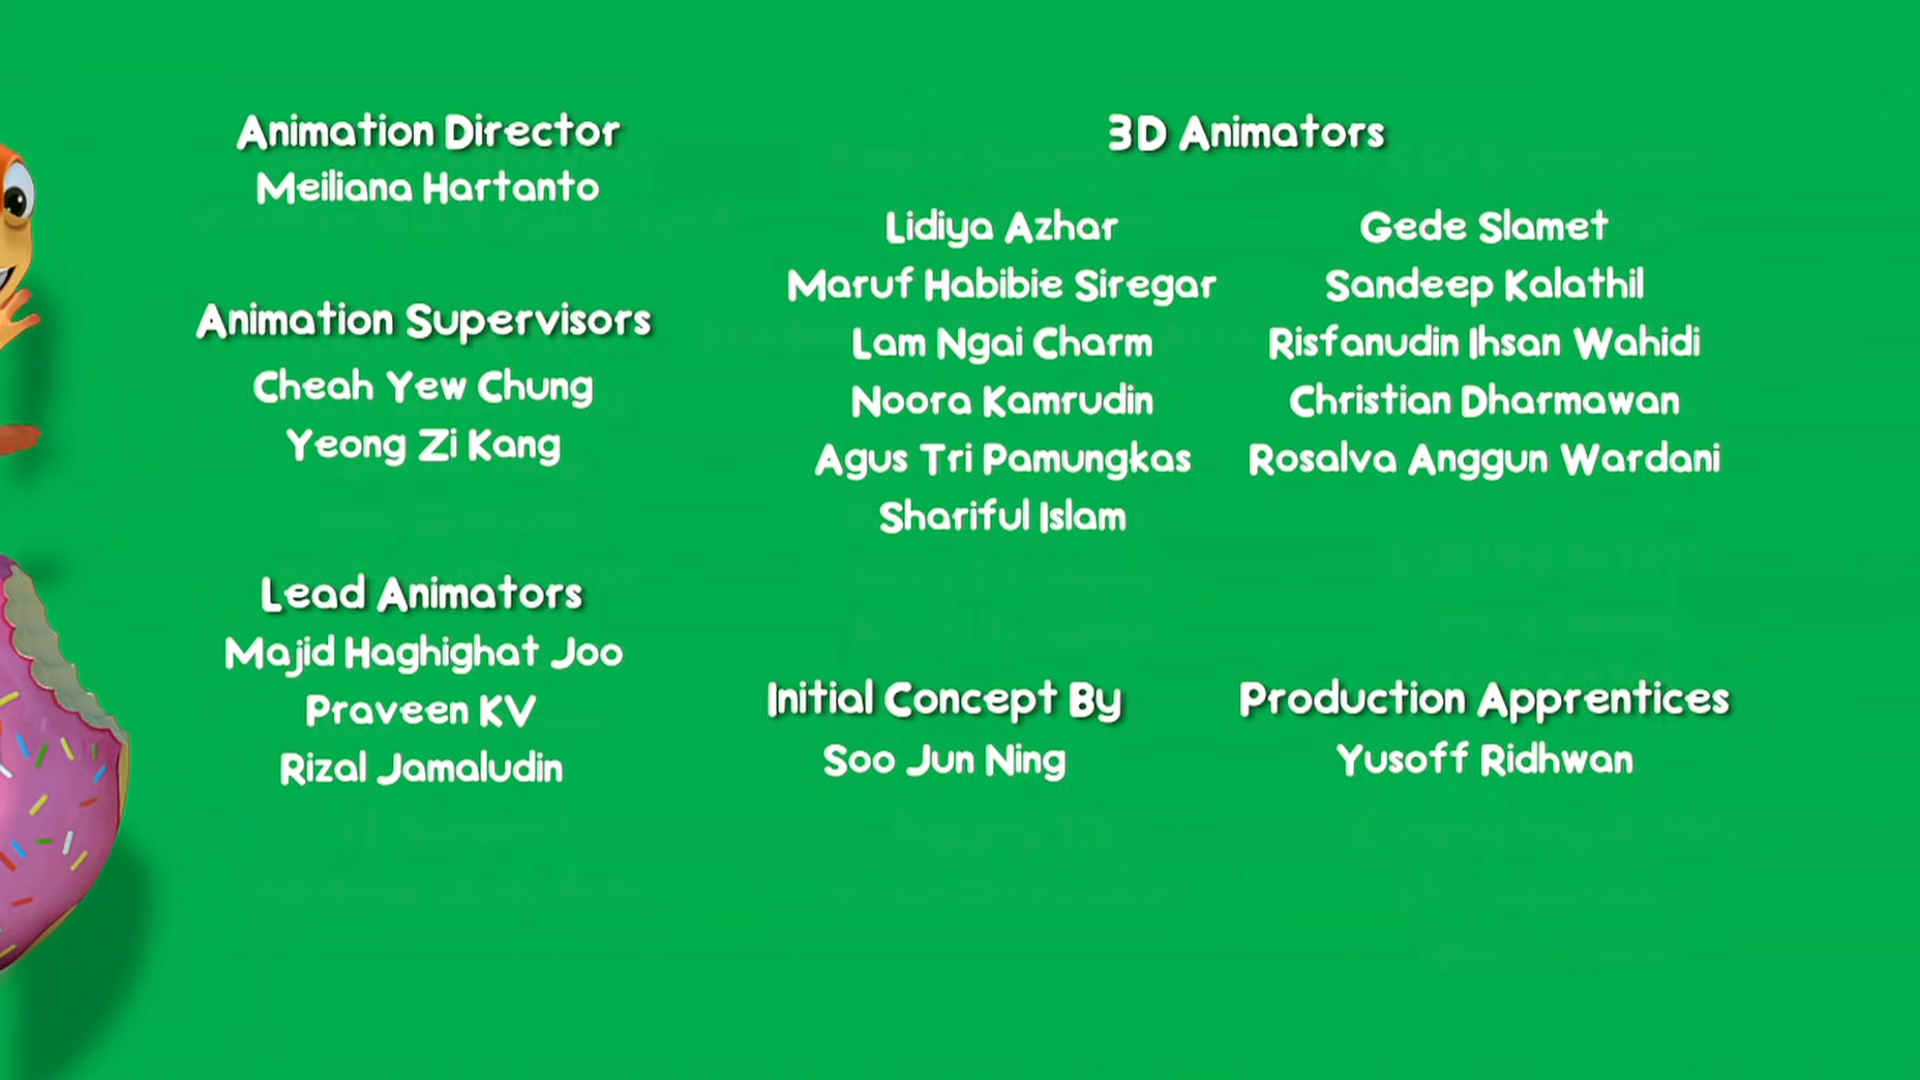 Animation Director
Meiliana Hartanto
Animation Supervisors
Cheah Yew Chung
Yeong Zi Kang
Lead Animators
Majid Haghighat Joo
Praveen KV
Rizal Jamaludin
3D Animators
Lidiya Azhar
Maruf Habibie Siregar
Lam Ngai Charm
Noora Kamrudin
Agus Tri Pamungkas
Shariful Islam
Gede Slamet
Sandeep Kalathil
Risfanudin Ihsan Wahidi
Christian Dharmawan
Rosalva Anggun Wardani
Initial Concept By
Soo Jun Ning
Production Apprentices
Yusoff Ridhwan